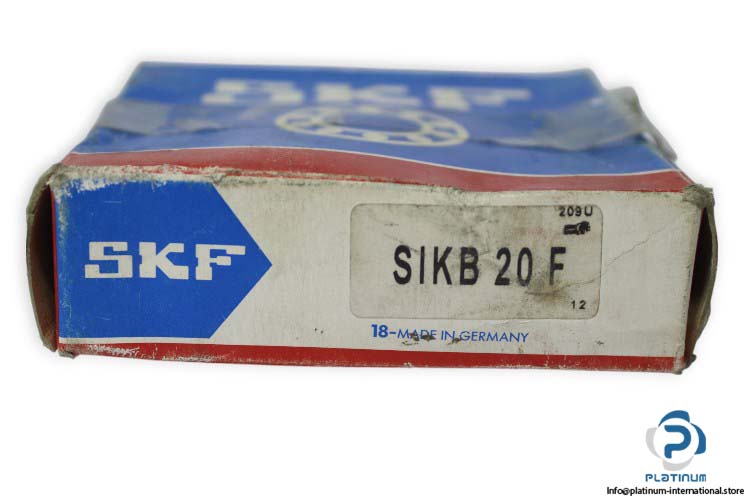 SKF
SKF
209U
SIKB 20 F
12
18-MADE IN GERMANY
PLATINUM
Info@platinum-international.store